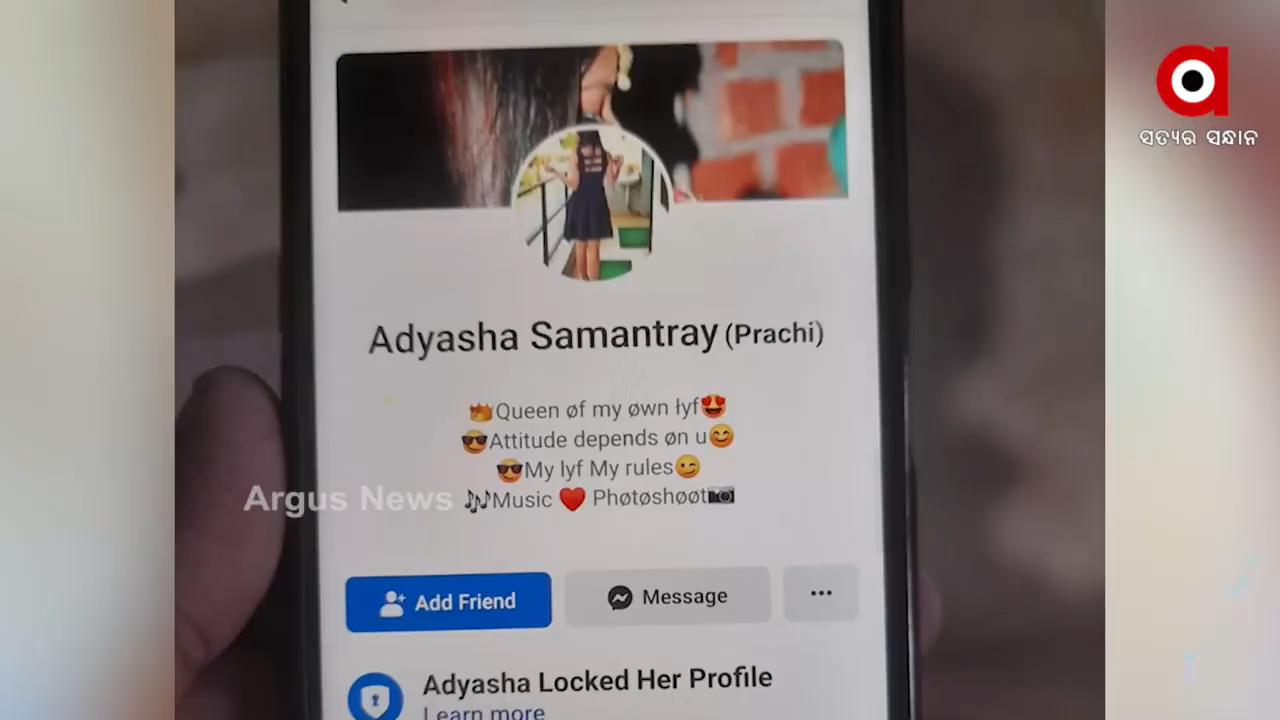 ସତ୍ୟର ସନ୍ଧାନ
Adyasha Samantray (Prachi)
👑Queen øf my øwn łyf😍
😎Attitude depends øn u😊
😎My lyf My rules😉
🎶Music ❤️ Phøtøshøøt📷
Argus News
Add Friend
Message
Adyasha Locked Her Profile
Learn more